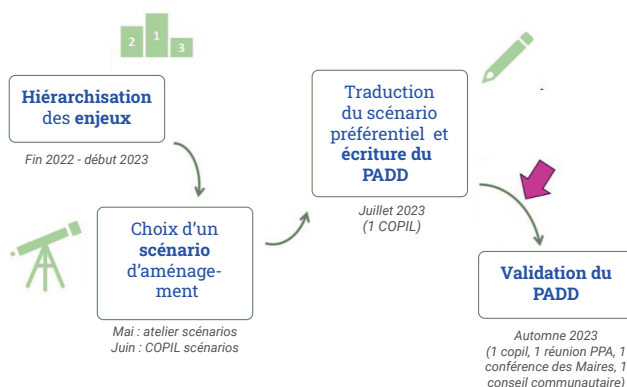 2 1 3
Hiérarchisation
des enjeux
Fin 2022 - début 2023
Choix d'un
scénario
d'aménage-
ment
Mai : atelier scénarios
Juin : COPIL scénarios
Traduction
du scénario
préférentiel et
écriture du
PADD
Juillet 2023
(1 COPIL)
-
Validation du
PADD
Automne 2023
(1 copil, 1 réunion PPA, 1
conférence des Maires, 1
conseil communautaire)